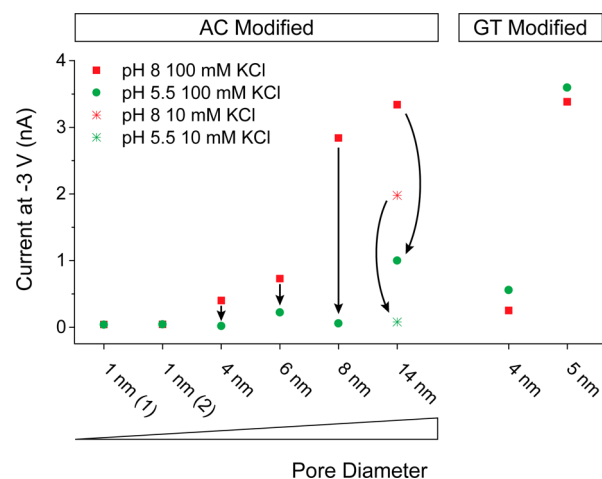 AC Modified
GT Modified
pH 8 100 mM KCl
pH 5.5 100 mM KCl
pH 8 10 mM KCl
pH 5.5 10 mM KCl
Current at -3 V (nA)
4
3
2
1
0
1 nm (1)
1 nm (2)
4 nm
6 nm
8 nm
14 nm
4 nm
5 nm
Pore Diameter